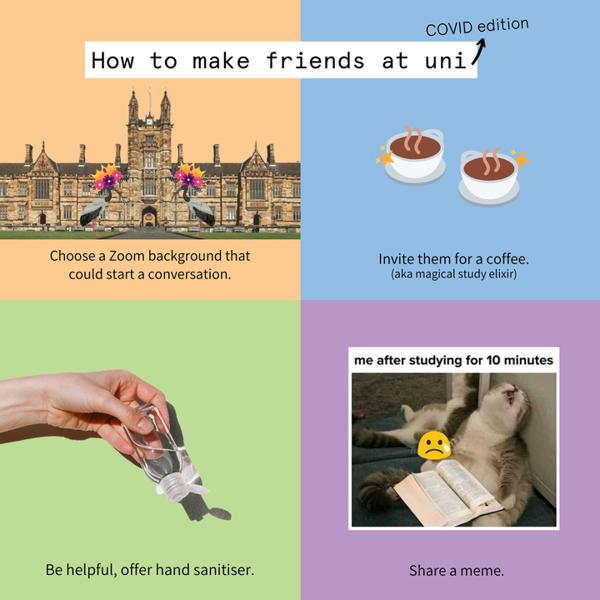 COVID edition
How to make friends at uni
Choose a Zoom background that
could start a conversation.
Invite them for a coffee.
(aka magical study elixir)
Be helpful, offer hand sanitiser.
me after studying for 10 minutes
Share a meme.